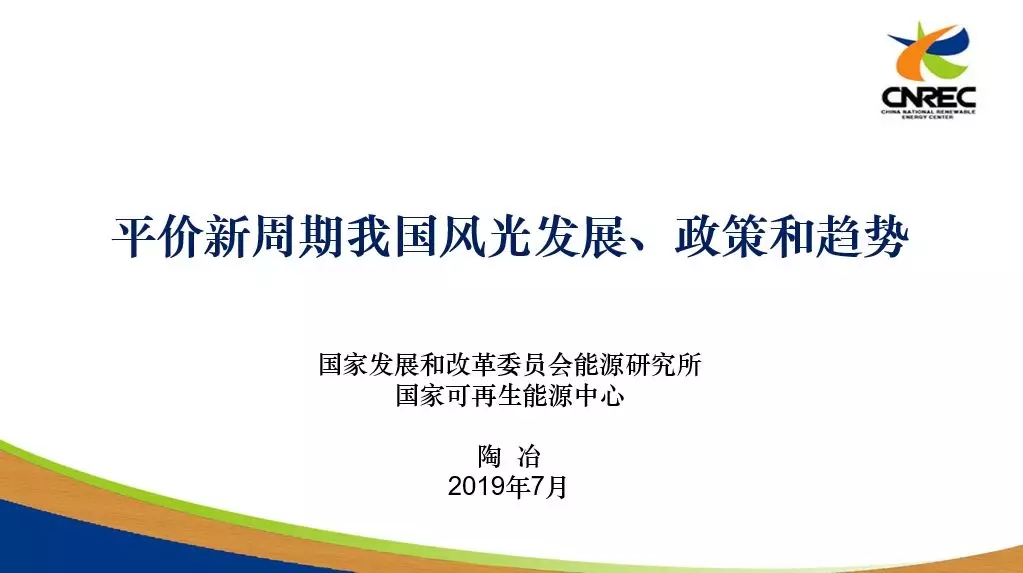 CNREC
CHINA NATIONAL RENEWABLE
ENERGY CENTER
平价新周期我国风光发展、政策和趋势
国家发展和改革委员会能源研究所
国家可再生能源中心
陶 冶
2019年7月